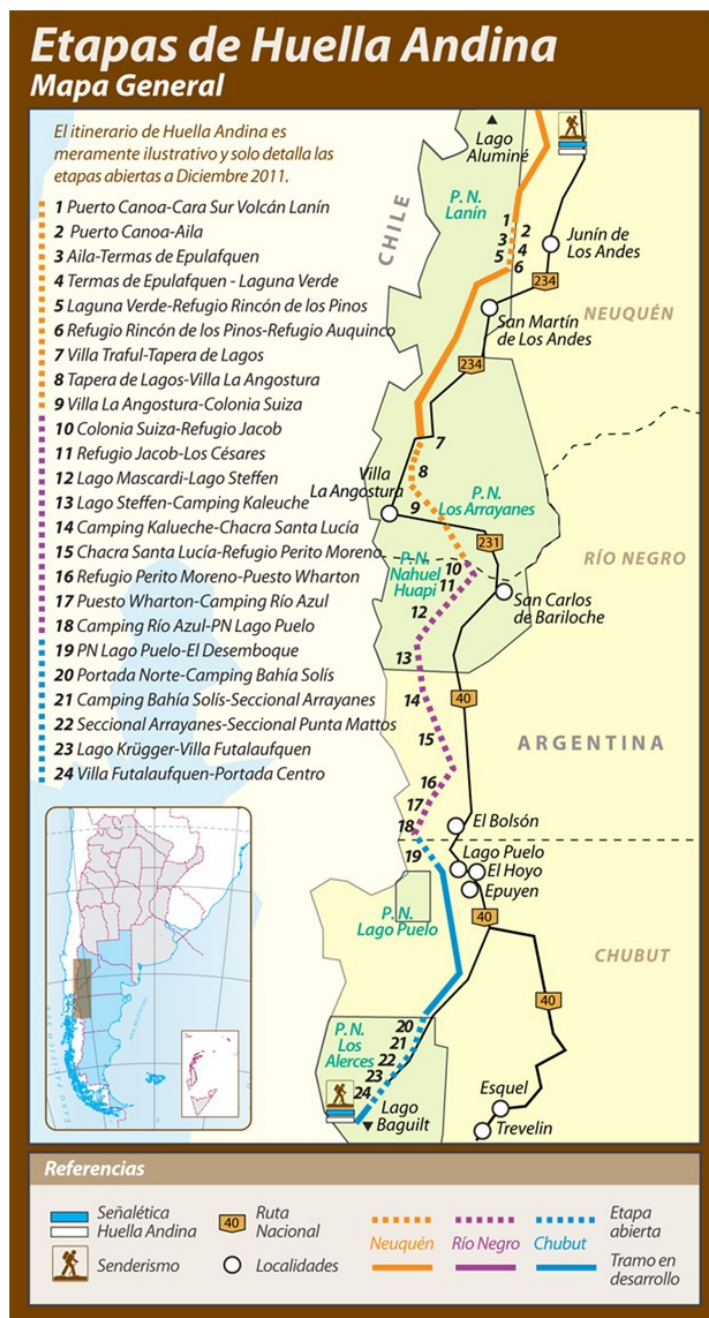 Etapas de Huella Andina
Mapa General
El itinerario de Huella Andina es
meramente ilustrativo y solo detalla las
etapas abiertas a Diciembre 2011.
1 Puerto Canoa-Cara Sur Volcán Lanín
2 Puerto Canoa-Aila
3 Aila-Termas de Epulafquen
4 Termas de Epulafquen - Laguna Verde
5 Laguna Verde-Refugio Rincón de los Pinos
6 Refugio Rincón de los Pinos-Refugio Auquinco
7 Villa Traful-Tapera de Lagos
8 Tapera de Lagos-Villa La Angostura
9 Villa La Angostura-Colonia Suiza
10 Colonia Suiza-Refugio Jacob
11 Refugio Jacob-Los Césares
12 Lago Mascardi-Lago Steffen
13 Lago Steffen-Camping Kaleuche
14 Camping Kalueche-Chacra Santa Lucía
15 Chacra Santa Lucía-Refugio Perito Moreno
16 Refugio Perito Moreno-Puesto Wharton
17 Puesto Wharton-Camping Río Azul
18 Camping Río Azul-PN Lago Puelo
19 PN Lago Puelo-El Desemboque
20 Portada Norte-Camping Bahía Solís
21 Camping Bahía Solís-Seccional Arrayanes
22 Seccional Arrayanes-Seccional Punta Mattos
23 Lago Krügger-Villa Futalaufquen
24 Villa Futalaufquen-Portada Centro
Lago
Aluminé
P. N.
Lanín
CHILE
1
2
3
4
5
6
Junín de
Los Andes
234
NEUQUÉN
San Martín
de Los Andes
234
7
8
Villa
La Angostura
9
P. N.
Los Arrayanes
231
P. N.
Nahuel
Huapi
10
11
RÍO NEGRO
San Carlos
de Bariloche
12
13
40
14
15
ARGENTINA
16
17
18
El Bolsón
19
Lago Puelo
El Hoyo
Epuyen
P. N.
Lago Puelo
40
CHUBUT
40
P. N.
Los
Alerces
20
21
22
23
24
Lago
Baguilt
Esquel
Trevelin
Referencias
Señalética
Huella Andina
40
Ruta
Nacional
Senderismo
Localidades
Neuquén
Río Negro
Chubut
Etapa
abierta
Tramo en
desarrollo